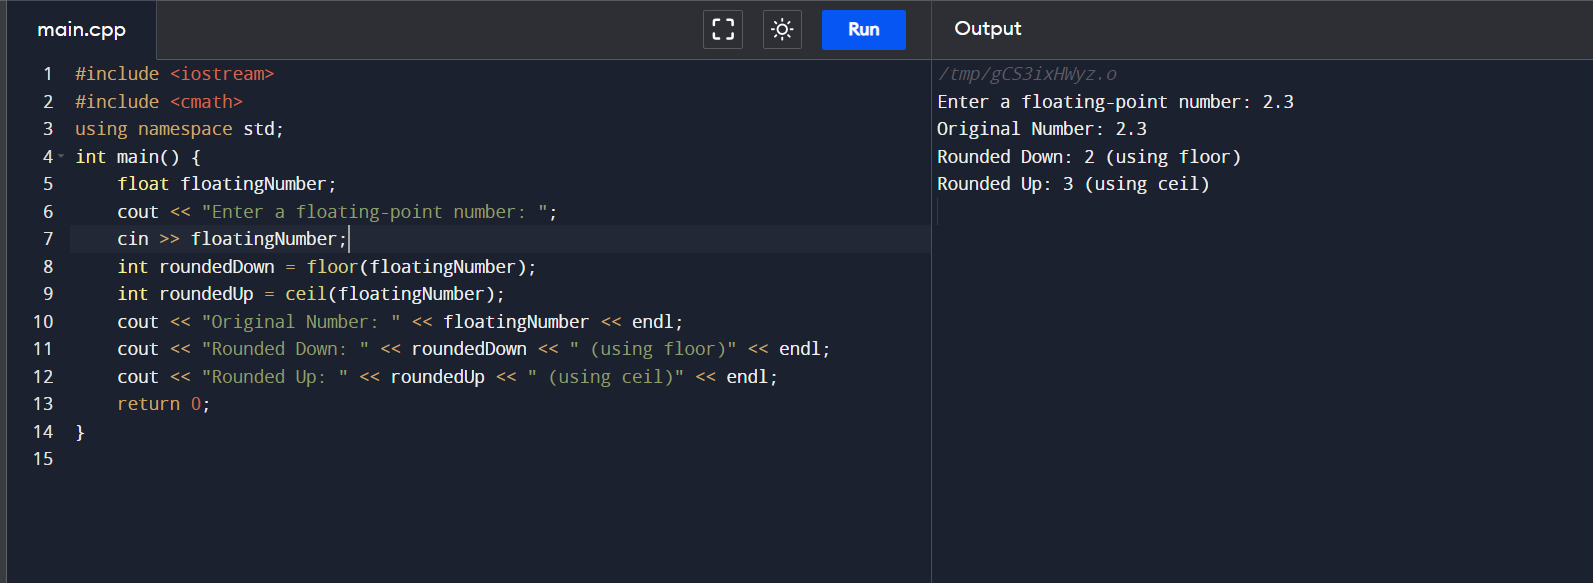 main.cpp
Run
Output
1 #include <iostream>
2 #include <cmath>
3 using namespace std;
4 int main() {
5     float floatingNumber;
6     cout << "Enter a floating-point number: ";
7     cin >> floatingNumber;
8     int roundedDown = floor(floatingNumber);
9     int roundedUp = ceil(floatingNumber);
10     cout << "Original Number: " << floatingNumber << endl;
11     cout << "Rounded Down: " << roundedDown << " (using floor)" << endl;
12     cout << "Rounded Up: " << roundedUp << " (using ceil)" << endl;
13     return 0;
14 }
15
/tmp/gCS3ixHWyz.o
Enter a floating-point number: 2.3
Original Number: 2.3
Rounded Down: 2 (using floor)
Rounded Up: 3 (using ceil)